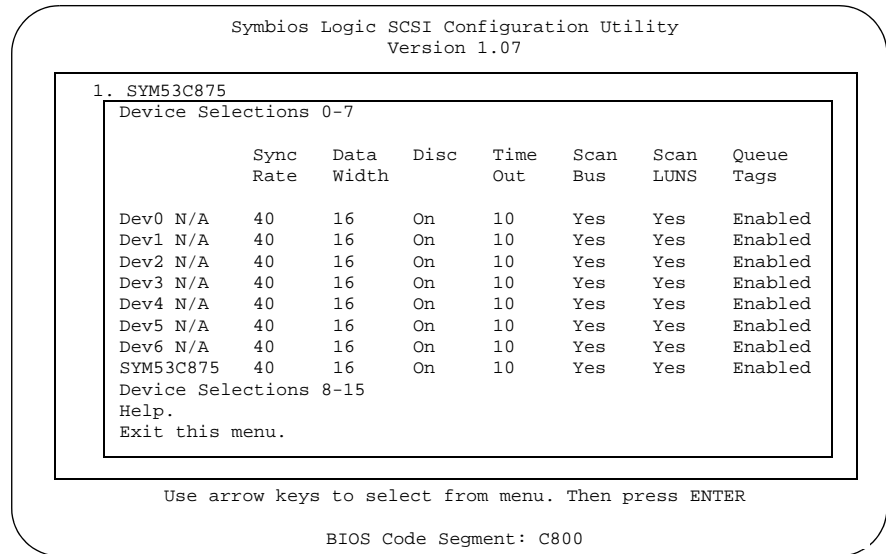 Symbios Logic SCSI Configuration Utility
Version 1.07
1. SYM53C875
Device Selections 0-7
Sync Data Disc Time Scan Scan Queue
Rate Width Out Bus LUNS Tags
Dev0 N/A 40 16 On 10 Yes Yes Enabled
Dev1 N/A 40 16 On 10 Yes Yes Enabled
Dev2 N/A 40 16 On 10 Yes Yes Enabled
Dev3 N/A 40 16 On 10 Yes Yes Enabled
Dev4 N/A 40 16 On 10 Yes Yes Enabled
Dev5 N/A 40 16 On 10 Yes Yes Enabled
Dev6 N/A 40 16 On 10 Yes Yes Enabled
SYM53C875 40 16 On 10 Yes Yes Enabled
Device Selections 8-15
Help.
Exit this menu.
Use arrow keys to select from menu. Then press ENTER
BIOS Code Segment: C800